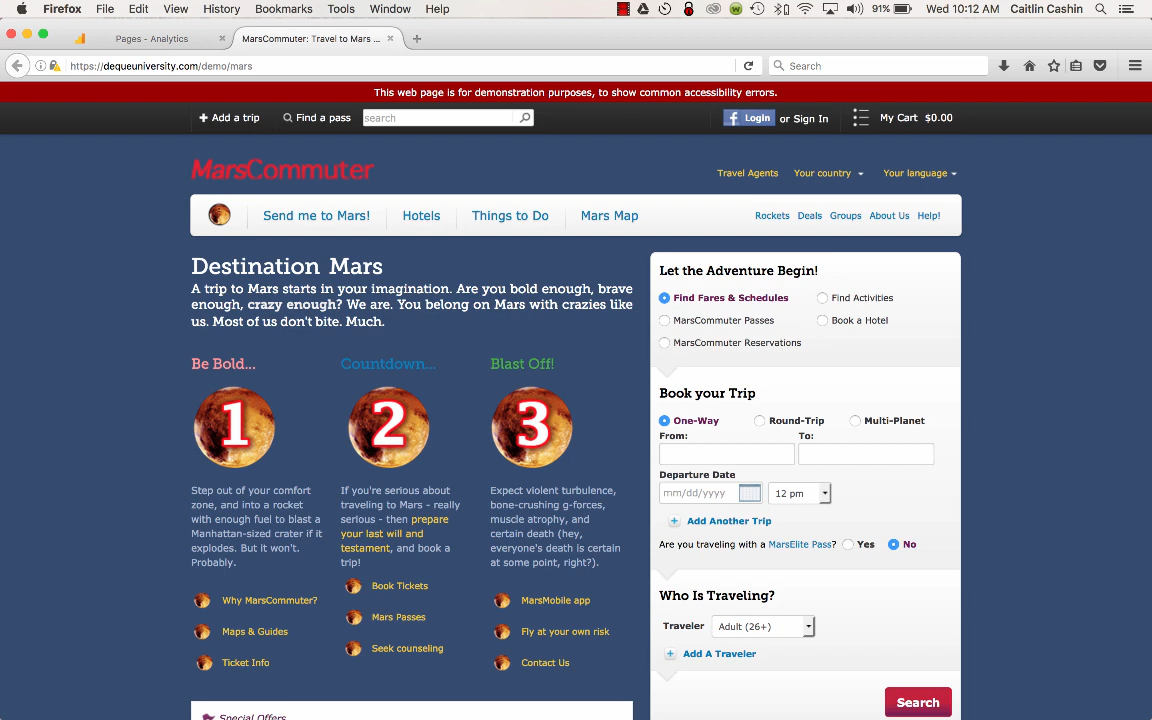 Firefox File Edit View History Bookmarks Tools Window Help 91% Wed 10:12 AM Caitlin Cashin
Pages - Analytics
MarsCommuter: Travel to Mars ...
https://dequeuniversity.com/demo/mars
Search
This web page is for demonstration purposes, to show common accessibility errors.
Add a trip Find a pass search f Login or Sign In My Cart $0.00
MarsCommuter
Travel Agents Your country Your language
Send me to Mars! Hotels Things to Do Mars Map Rockets Deals Groups About Us Help!
Destination Mars
A trip to Mars starts in your imagination. Are you bold enough, brave
enough, crazy enough? We are. You belong on Mars with crazies like
us. Most of us don't bite. Much.
Be Bold...
1
Step out of your comfort
zone, and into a rocket
with enough fuel to blast a
Manhattan-sized crater if it
explodes. But it won't.
Probably.
Why MarsCommuter?
Maps & Guides
Ticket Info
Countdown...
2
If you're serious about
traveling to Mars - really
serious - then prepare
your last will and
testament, and book a
trip!
Book Tickets
Mars Passes
Seek counseling
Blast Off!
3
Expect violent turbulence,
bone-crushing g-forces,
muscle atrophy, and
certain death (hey,
everyone's death is certain
at some point, right?).
MarsMobile app
Fly at your own risk
Contact Us
Special Offers
Let the Adventure Begin!
Find Fares & Schedules Find Activities
MarsCommuter Passes Book a Hotel
MarsCommuter Reservations
Book your Trip
One-Way Round-Trip Multi-Planet
From: To:
Departure Date
mm/dd/yyyy 12 pm
Add Another Trip
Are you traveling with a MarsElite Pass? Yes No
Who Is Traveling?
Traveler Adult (26+)
Add A Traveler
Search